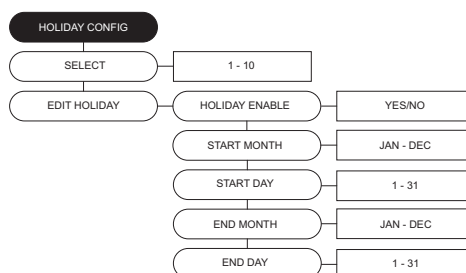 HOLIDAY CONFIG
SELECT
1 - 10
EDIT HOLIDAY
HOLIDAY ENABLE
YES/NO
START MONTH
JAN - DEC
START DAY
1 - 31
END MONTH
JAN - DEC
END DAY
1 - 31